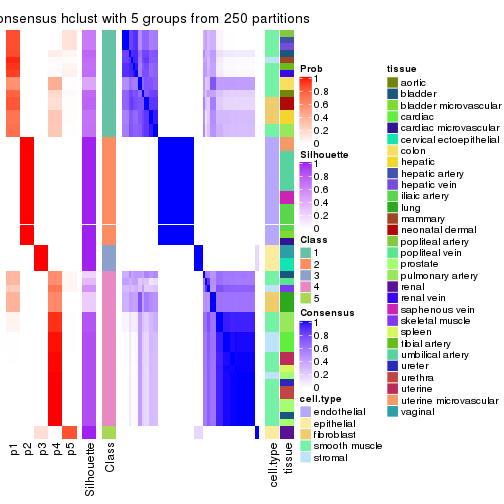 onsensus hclust with 5 groups from 250 partitions
Prob
1
0.8
0.6
0.4
0.2
0
Silhouette
1
0.8
0.6
0.4
0.2
0
Class
1
2
3
4
5
Consensus
1
0.8
0.6
0.4
0.2
0
cell.type
endothelial
epithelial
fibroblast
smooth muscle
stromal
tissue
aortic
bladder
bladder microvascular
cardiac
cardiac microvascular
cervical ectoepithelial
colon
hepatic
hepatic artery
hepatic vein
iliaic artery
lung
mammary
neonatal dermal
popliteal artery
popliteal vein
prostate
pulmonary artery
renal
renal vein
saphenous vein
skeletal muscle
spleen
tibial artery
umbilical artery
ureter
urethra
uterine
uterine microvascular
vaginal
p1
p2
p3
p4
p5
Silhouette
Class
cell.type
tissue